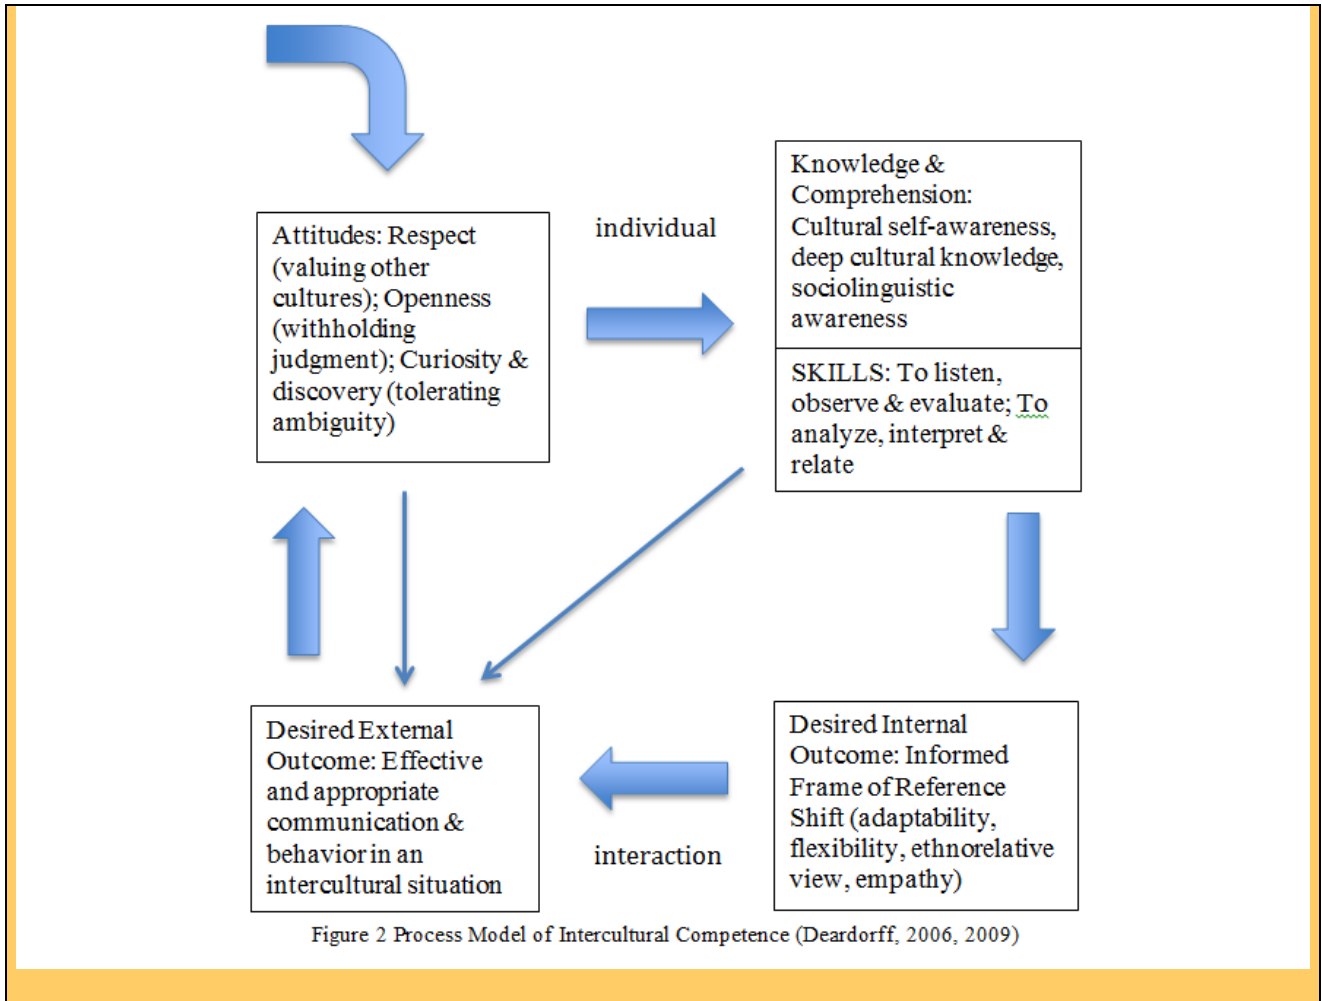 Attitudes: Respect
(valuing other
cultures); Openness
(withholding
judgment); Curiosity &
discovery (tolerating
ambiguity)
individual
Knowledge &
Comprehension:
Cultural self-awareness,
deep cultural knowledge,
sociolinguistic
awareness
SKILLS: To listen,
observe & evaluate; To
analyze, interpret &
relate
Desired External
Outcome: Effective
and appropriate
communication &
behavior in an
intercultural situation
interaction
Desired Internal
Outcome: Informed
Frame of Reference
Shift (adaptability,
flexibility, ethnorelative
view, empathy)
Figure 2 Process Model of Intercultural Competence (Deardorff, 2006, 2009)